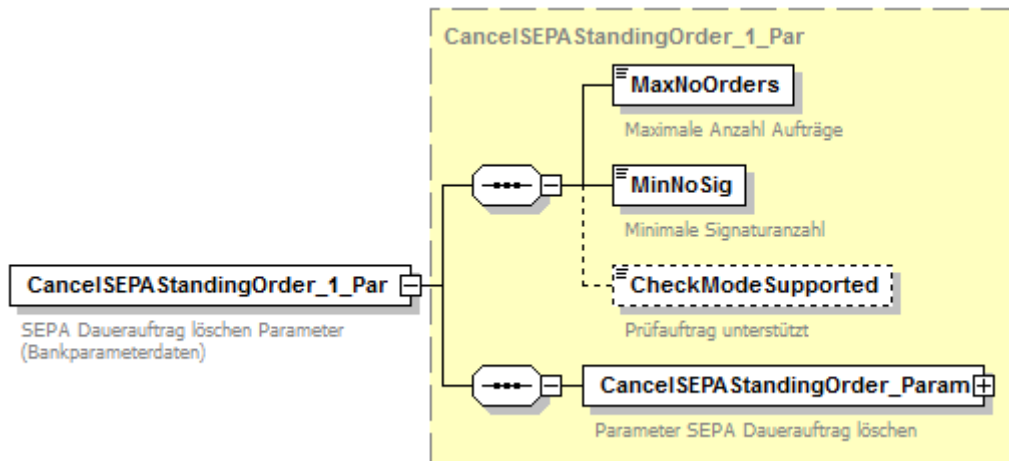 CancelSEPAStandingOrder_1_Par
MaxNoOrders
Maximale Anzahl Aufträge
MinNoSig
Minimale Signaturanzahl
CheckModeSupported
Prüfauftrag unterstützt
CancelSEPAStandingOrder_1_Par
SEPA Dauerauftrag löschen Parameter
(Bankparameterdaten)
CancelSEPAStandingOrder_Param
Parameter SEPA Dauerauftrag löschen